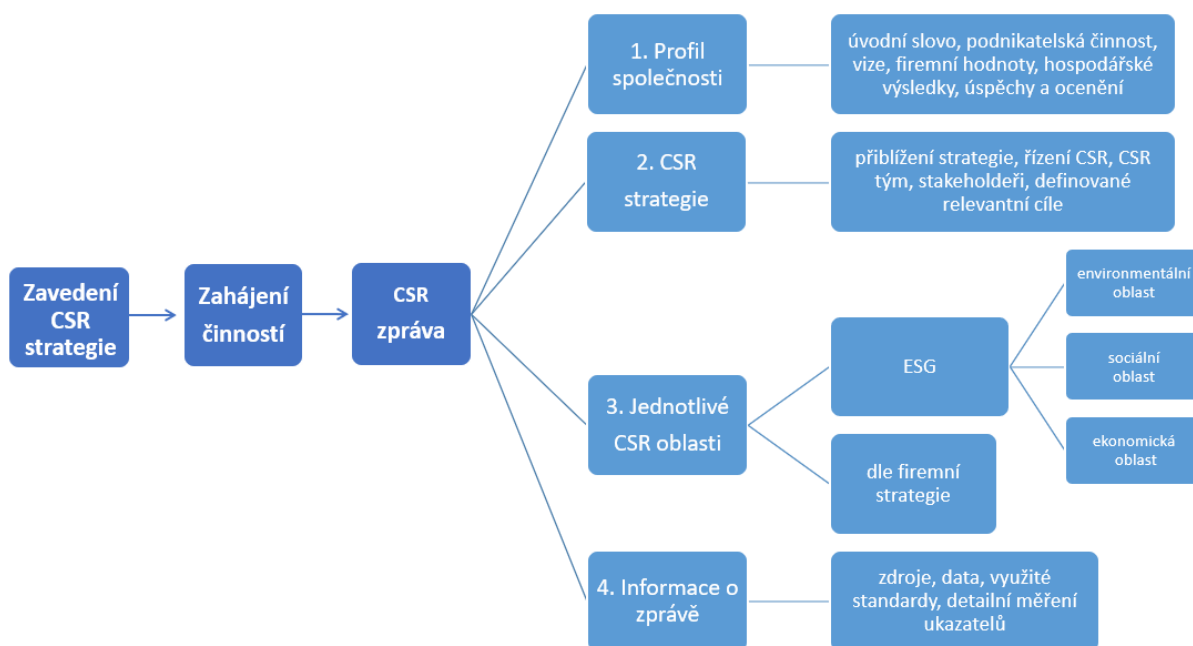 Zavedení
CSR
strategie
Zahájení
činností
CSR
zpráva
1. Profil
společnosti
úvodní slovo, podnikatelská činnost,
vize, firemní hodnoty, hospodářské
výsledky, úspěchy a ocenění
2. CSR
strategie
přiblížení strategie, řízení CSR, CSR
tým, stakeholdeři, definované
relevantní cíle
3. Jednotlivé
CSR oblasti
ESG
environmentální
oblast
sociální
oblast
ekonomická
oblast
dle firemní
strategie
4. Informace o
zprávě
zdroje, data, využité
standardy, detailní měření
ukazatelů